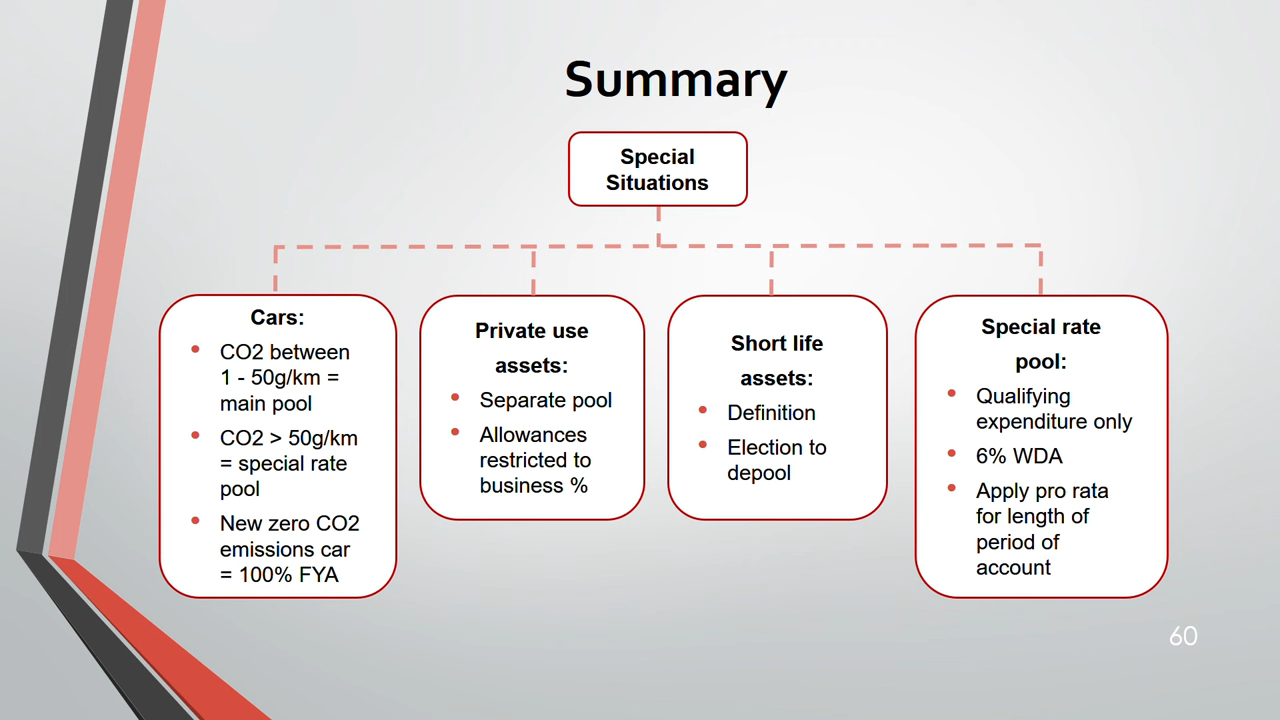 Summary
Special
Situations
Cars:
CO2 between
1 - 50g/km =
main pool
CO2 > 50g/km
= special rate
pool
New zero CO2
emissions car
= 100% FYA
Private use
assets:
Separate pool
Allowances
restricted to
business %
Short life
assets:
Definition
Election to
depool
Special rate
pool:
Qualifying
expenditure only
6% WDA
Apply pro rata
for length of
period of
account
60